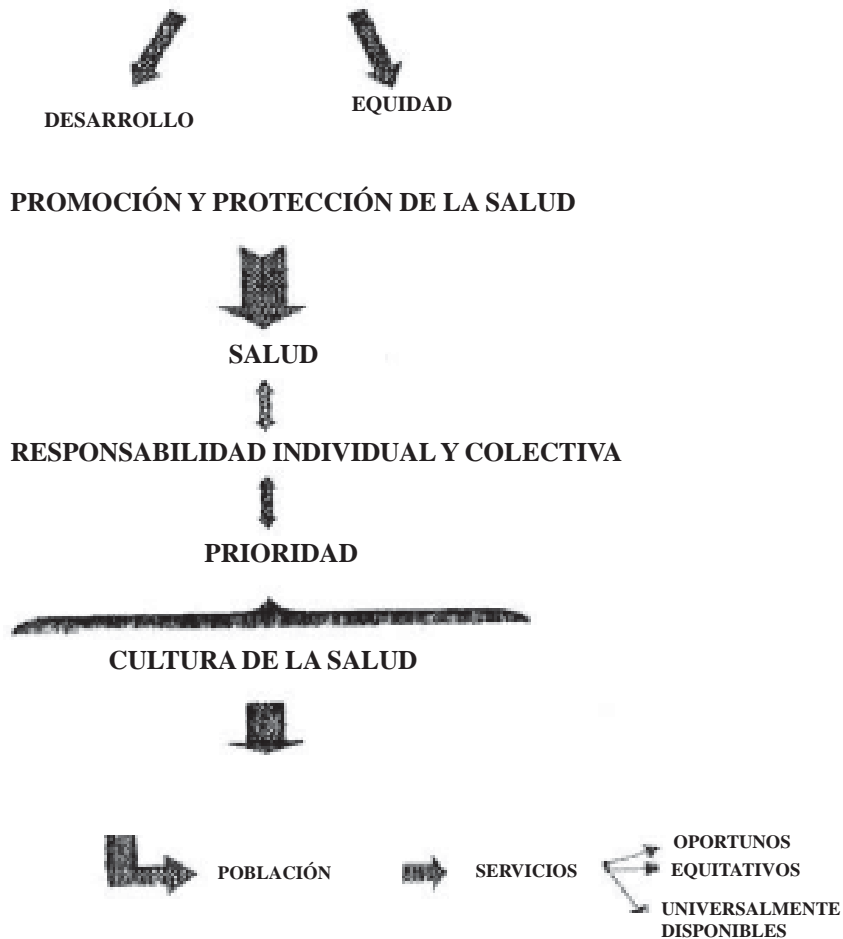 DESARROLLO
EQUIDAD
PROMOCIÓN Y PROTECCIÓN DE LA SALUD
SALUD
RESPONSABILIDAD INDIVIDUAL Y COLECTIVA
PRIORIDAD
CULTURA DE LA SALUD
POBLACIÓN
SERVICIOS
OPORTUNOS
EQUITATIVOS
UNIVERSALMENTE
DISPONIBLES